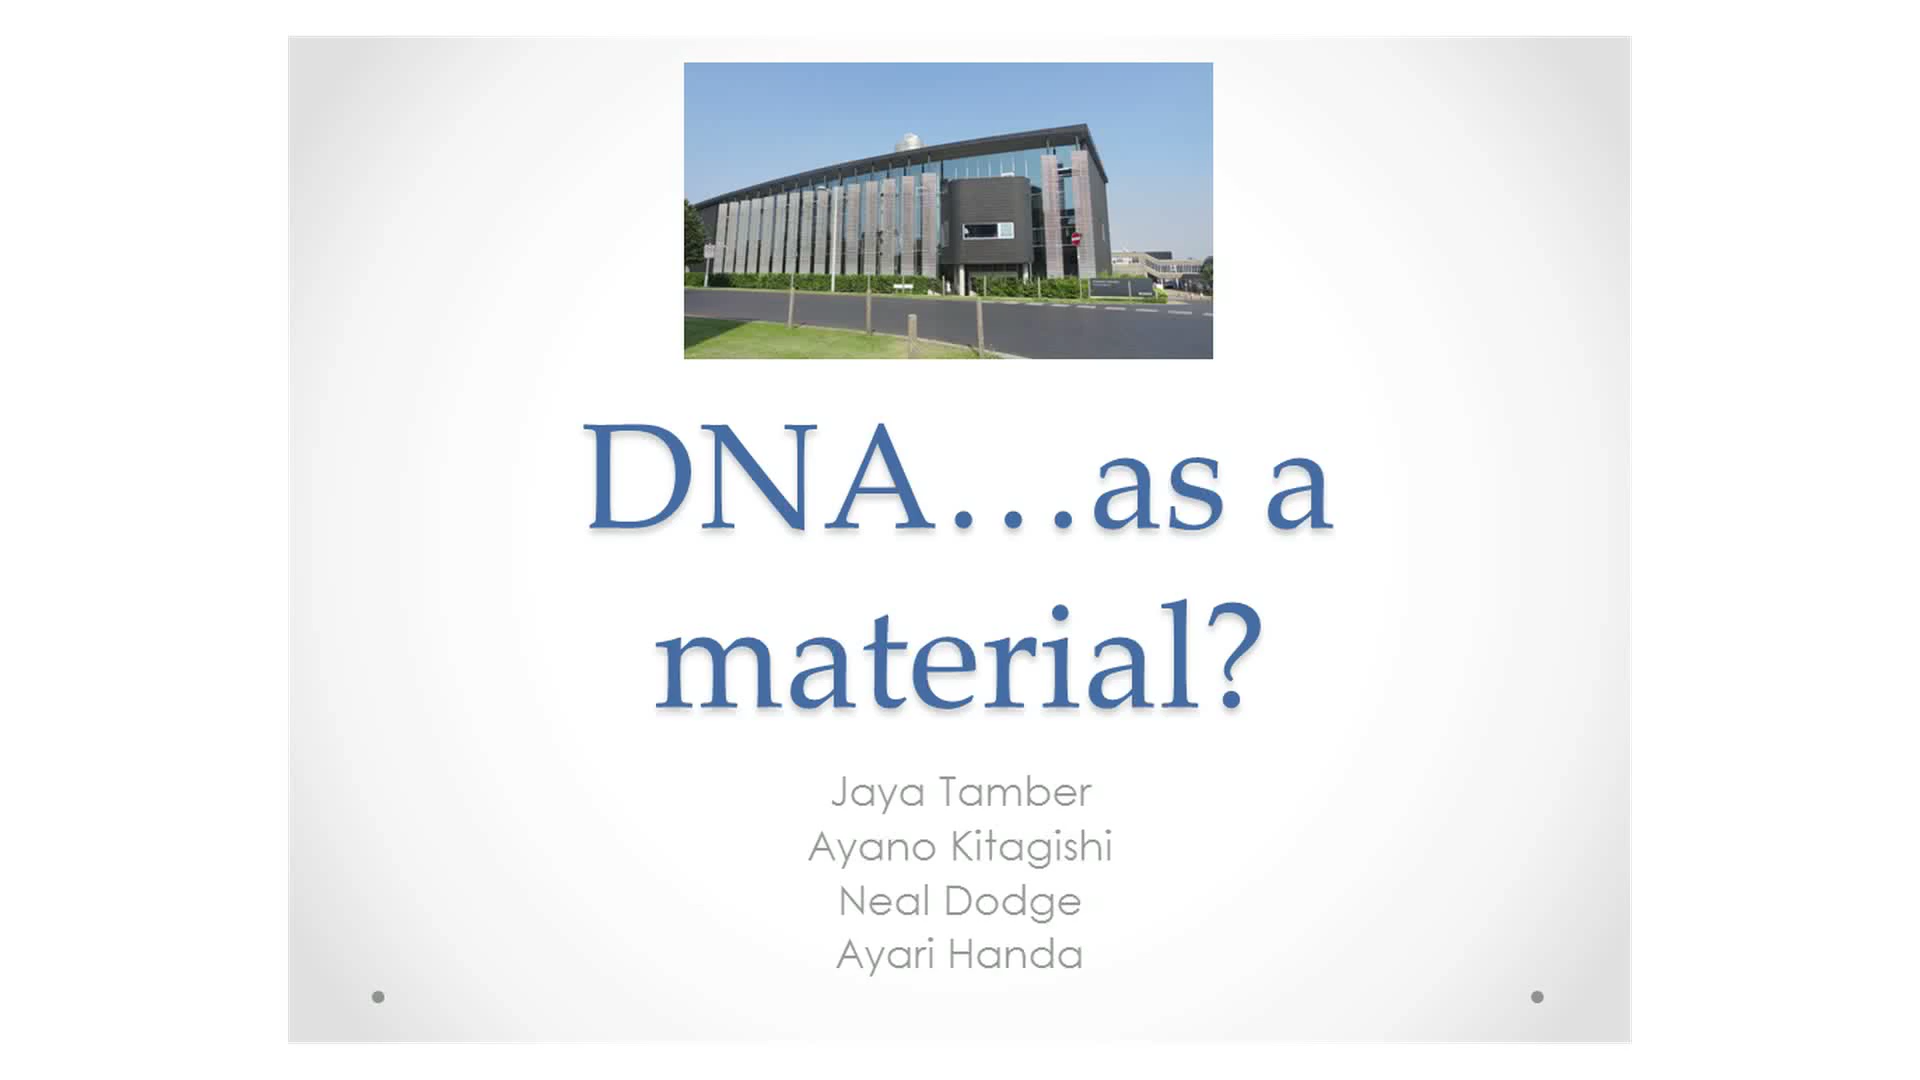 DNA…as a
material?
Jaya Tamber
Ayano Kitagishi
Neal Dodge
Ayari Handa